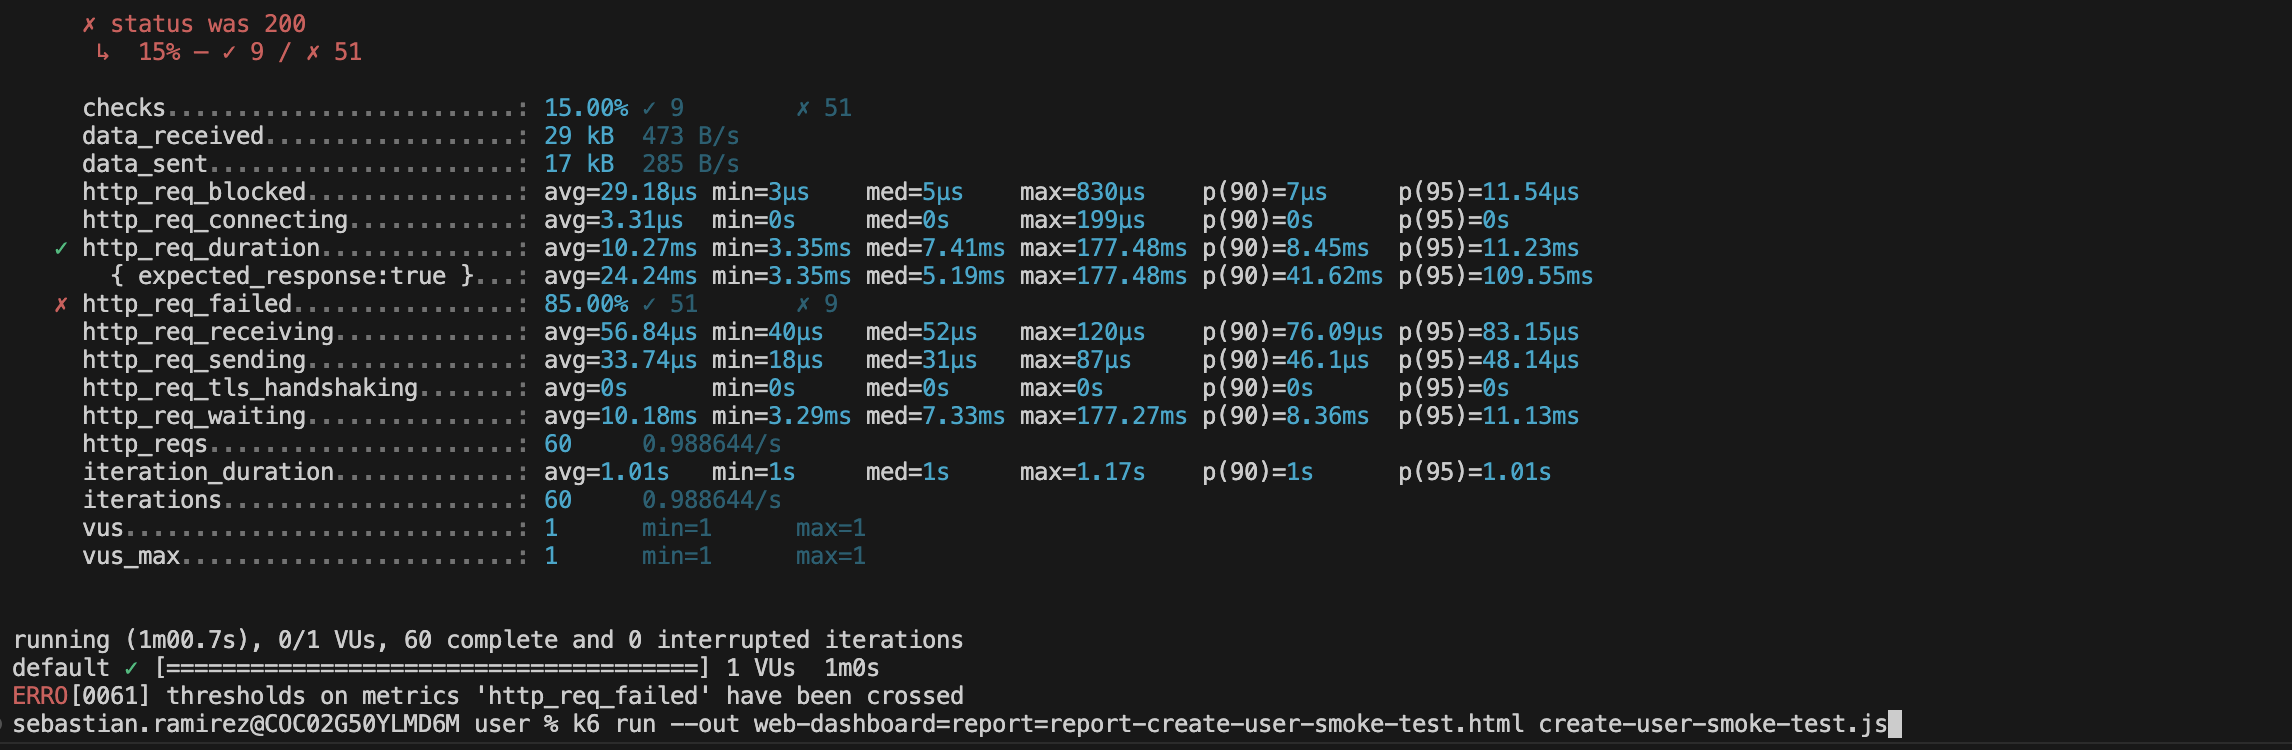 ✗ status was 200
↳  15% — ✓ 9 / ✗ 51
checks.........................: 15.00% ✓ 9        ✗ 51
data_received..................: 29 kB  473 B/s
data_sent......................: 17 kB  285 B/s
http_req_blocked...............: avg=29.18µs min=3µs    med=5µs    max=830µs    p(90)=7µs     p(95)=11.54µs
http_req_connecting............: avg=3.31µs  min=0s     med=0s     max=199µs    p(90)=0s      p(95)=0s
✓ http_req_duration..............: avg=10.27ms min=3.35ms med=7.41ms max=177.48ms p(90)=8.45ms  p(95)=11.23ms
{ expected_response:true }...: avg=24.24ms min=3.35ms med=5.19ms max=177.48ms p(90)=41.62ms p(95)=109.55ms
✗ http_req_failed................: 85.00% ✓ 51       ✗ 9
http_req_receiving.............: avg=56.84µs min=40µs   med=52µs   max=120µs    p(90)=76.09µs p(95)=83.15µs
http_req_sending...............: avg=33.74µs min=18µs   med=31µs   max=87µs     p(90)=46.1µs  p(95)=48.14µs
http_req_tls_handshaking.......: avg=0s      min=0s     med=0s     max=0s       p(90)=0s      p(95)=0s
http_req_waiting...............: avg=10.18ms min=3.29ms med=7.33ms max=177.27ms p(90)=8.36ms  p(95)=11.13ms
http_reqs......................: 60     0.988644/s
iteration_duration.............: avg=1.01s   min=1s     med=1s     max=1.17s    p(90)=1s      p(95)=1.01s
iterations.....................: 60     0.988644/s
vus............................: 1      min=1      max=1
vus_max........................: 1      min=1      max=1
running (1m00.7s), 0/1 VUs, 60 complete and 0 interrupted iterations
default ✓ [======================================] 1 VUs  1m0s
ERRO[0061] thresholds on metrics 'http_req_failed' have been crossed
sebastian.ramirez@COC02G50YLMD6M user % k6 run --out web-dashboard=report=report-create-user-smoke-test.html create-user-smoke-test.js